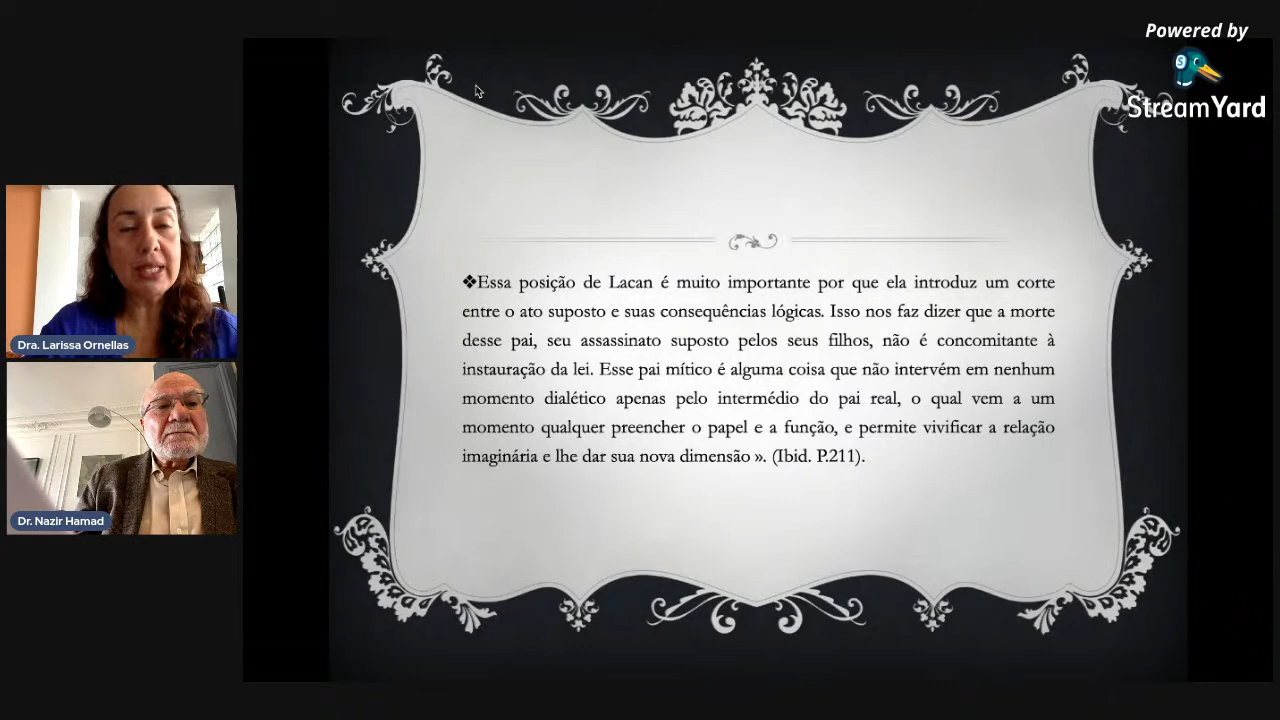 Powered by
StreamYard
❖Essa posição de Lacan é muito importante por que ela introduz um corte
entre o ato suposto e suas consequências lógicas. Isso nos faz dizer que a morte
desse pai, seu assassinato suposto pelos seus filhos, não é concomitante à
instauração da lei. Esse pai mítico é alguma coisa que não intervém em nenhum
momento dialético apenas pelo intermédio do pai real, o qual vem a um
momento qualquer preencher o papel e a função, e permite vivificar a relação
imaginária e lhe dar sua nova dimensão ». (Ibid. P.211).
Dra. Larissa Ornellas
Dr. Nazir Hamad